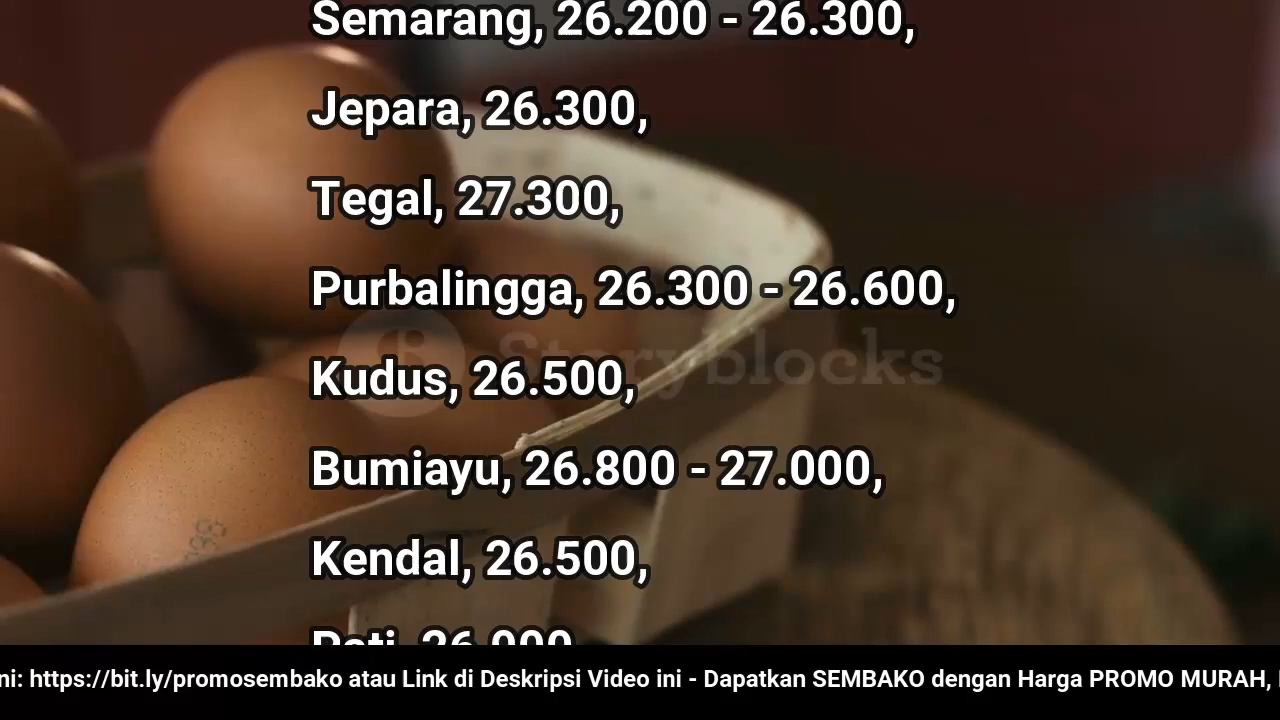 Semarang, 26.200 - 26.300,
Jepara, 26.300,
Tegal, 27.300,
Purbalingga, 26.300 - 26.600,
Storyblocks
Kudus, 26.500,
Bumiayu, 26.800 - 27.000,
Kendal, 26.500,
ni: https://bit.ly/promosembako atau Link di Deskripsi Video ini - Dapatkan SEMBAKO dengan Harga PROMO MURAH,